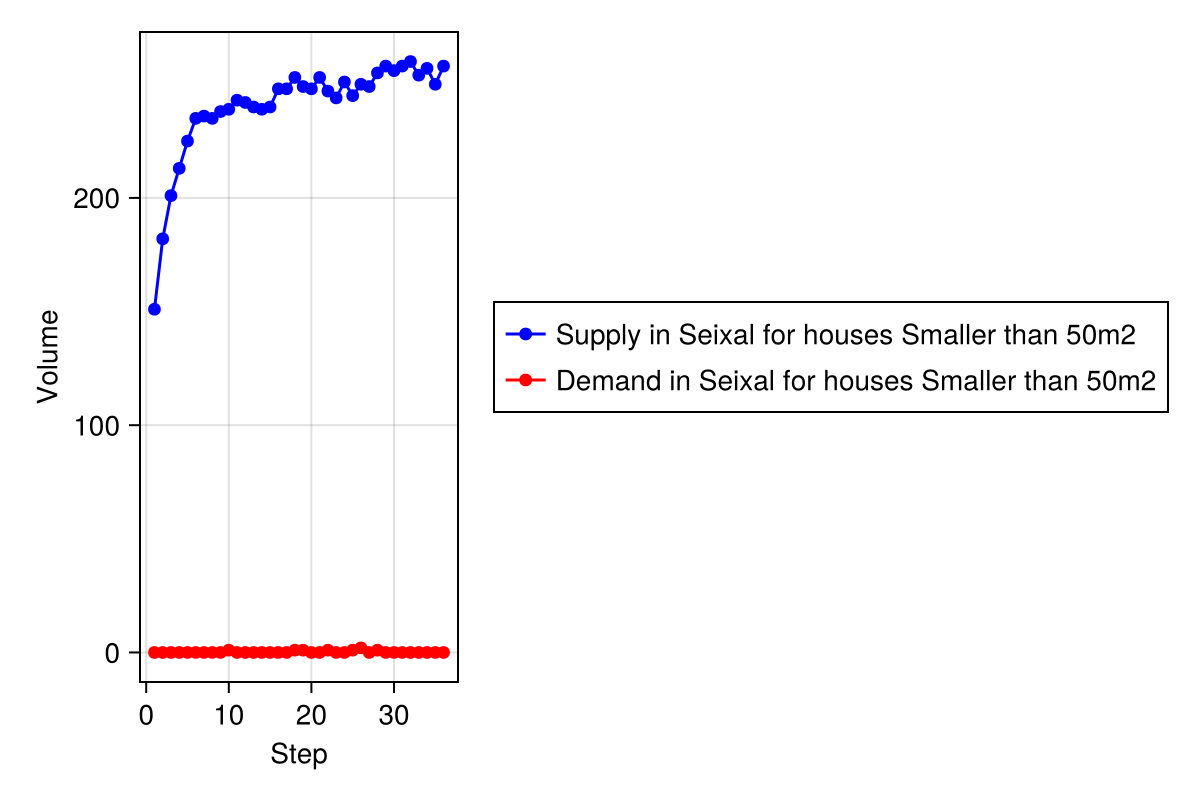 Volume
200
100
0
0 10 20 30
Step
Supply in Seixal for houses Smaller than 50m2
Demand in Seixal for houses Smaller than 50m2